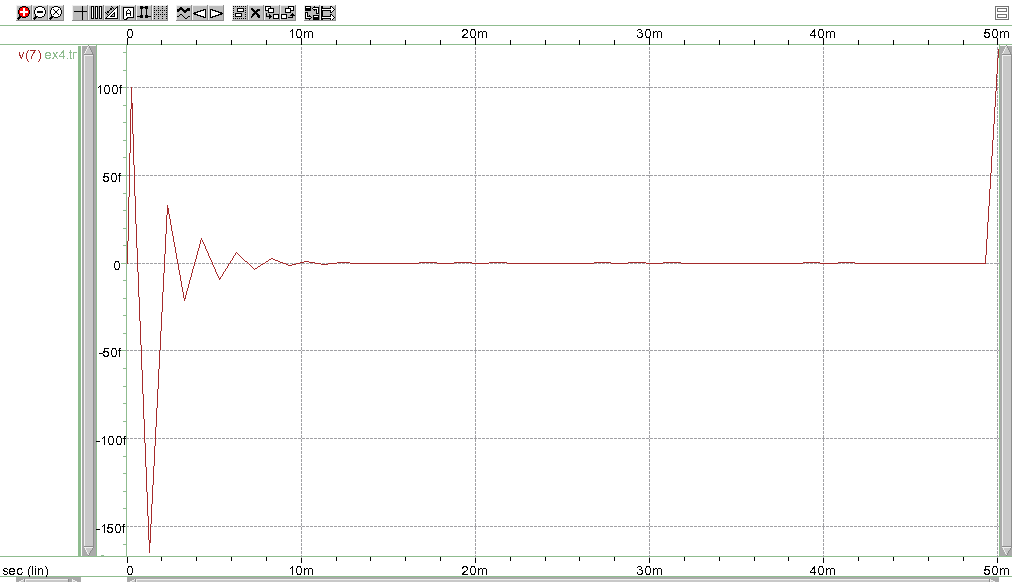 A
0 10m 20m 30m 40m 50m
v(7) ex4.tr
100f
50f
0
-50f
-100f
-150f
sec (lin) 0 10m 20m 30m 40m 50m